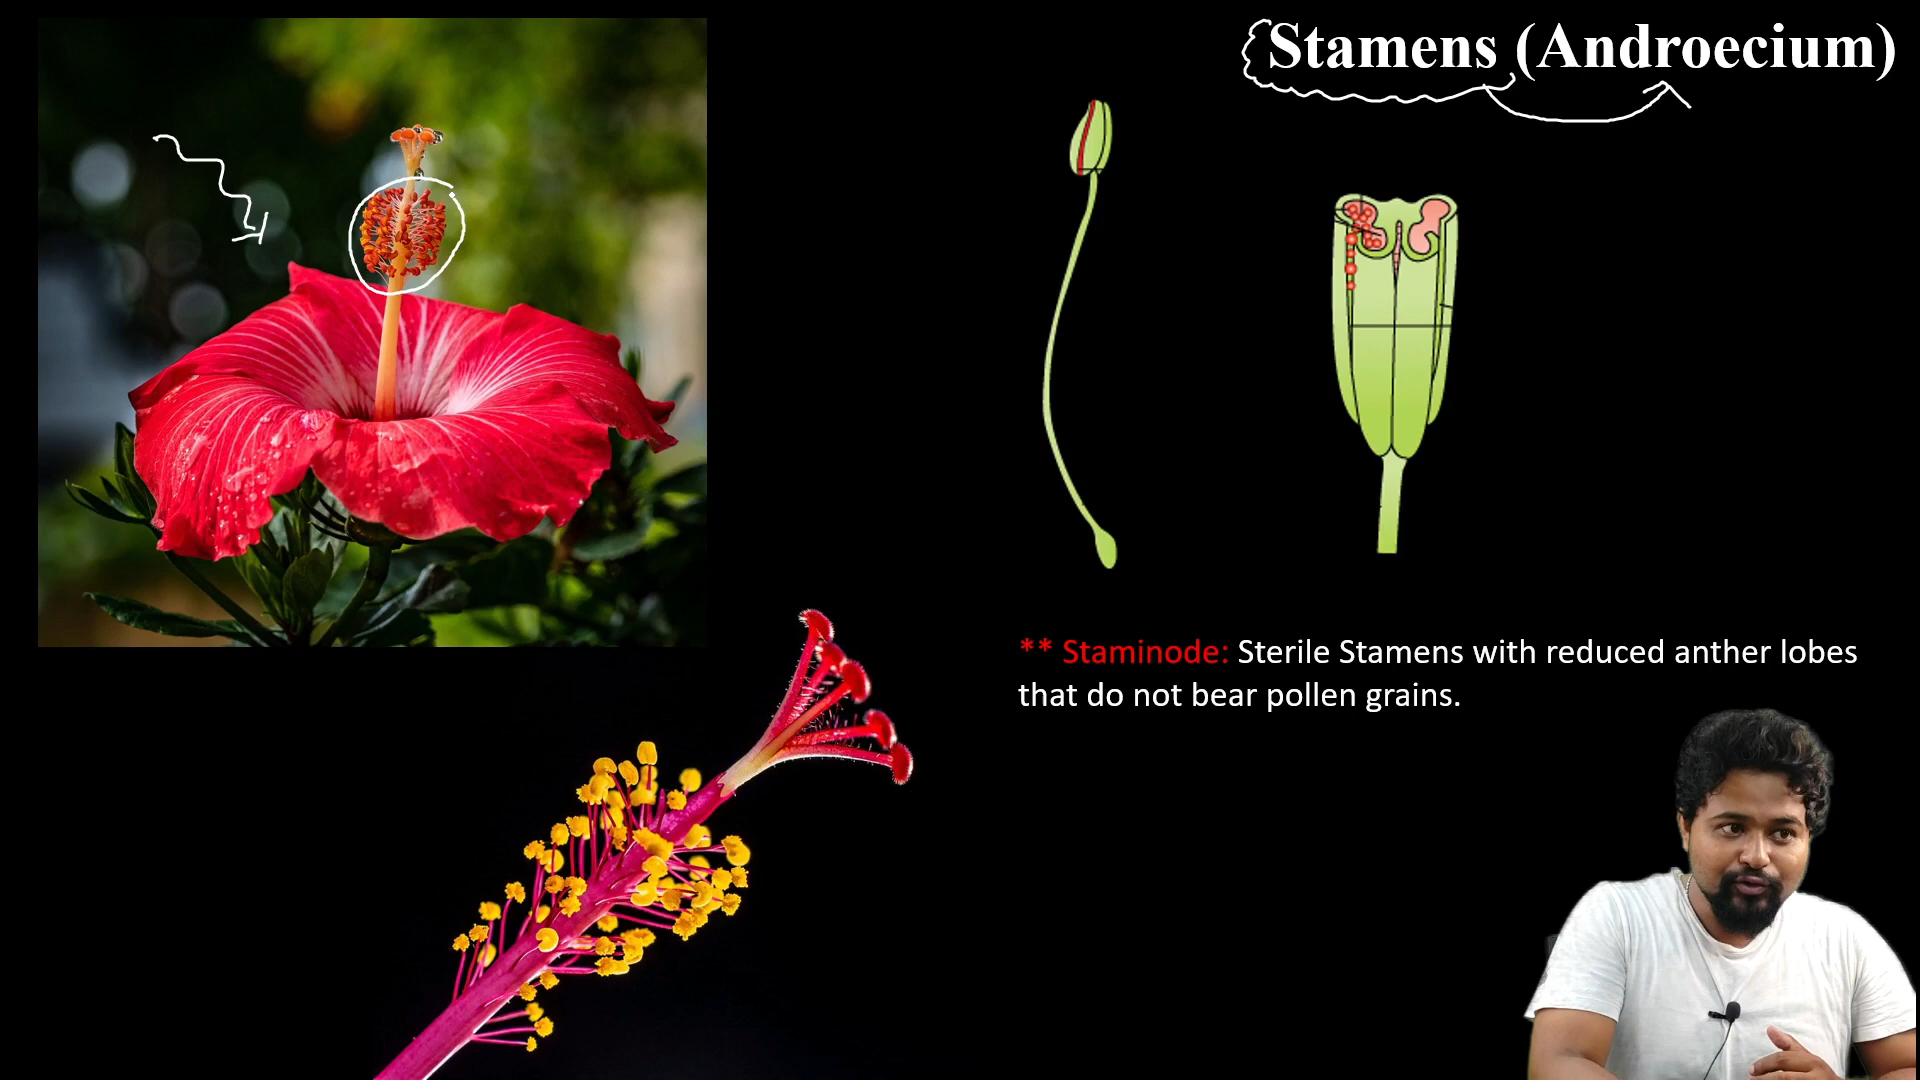 Stamens (Androecium)
** Staminode: Sterile Stamens with reduced anther lobes
that do not bear pollen grains.